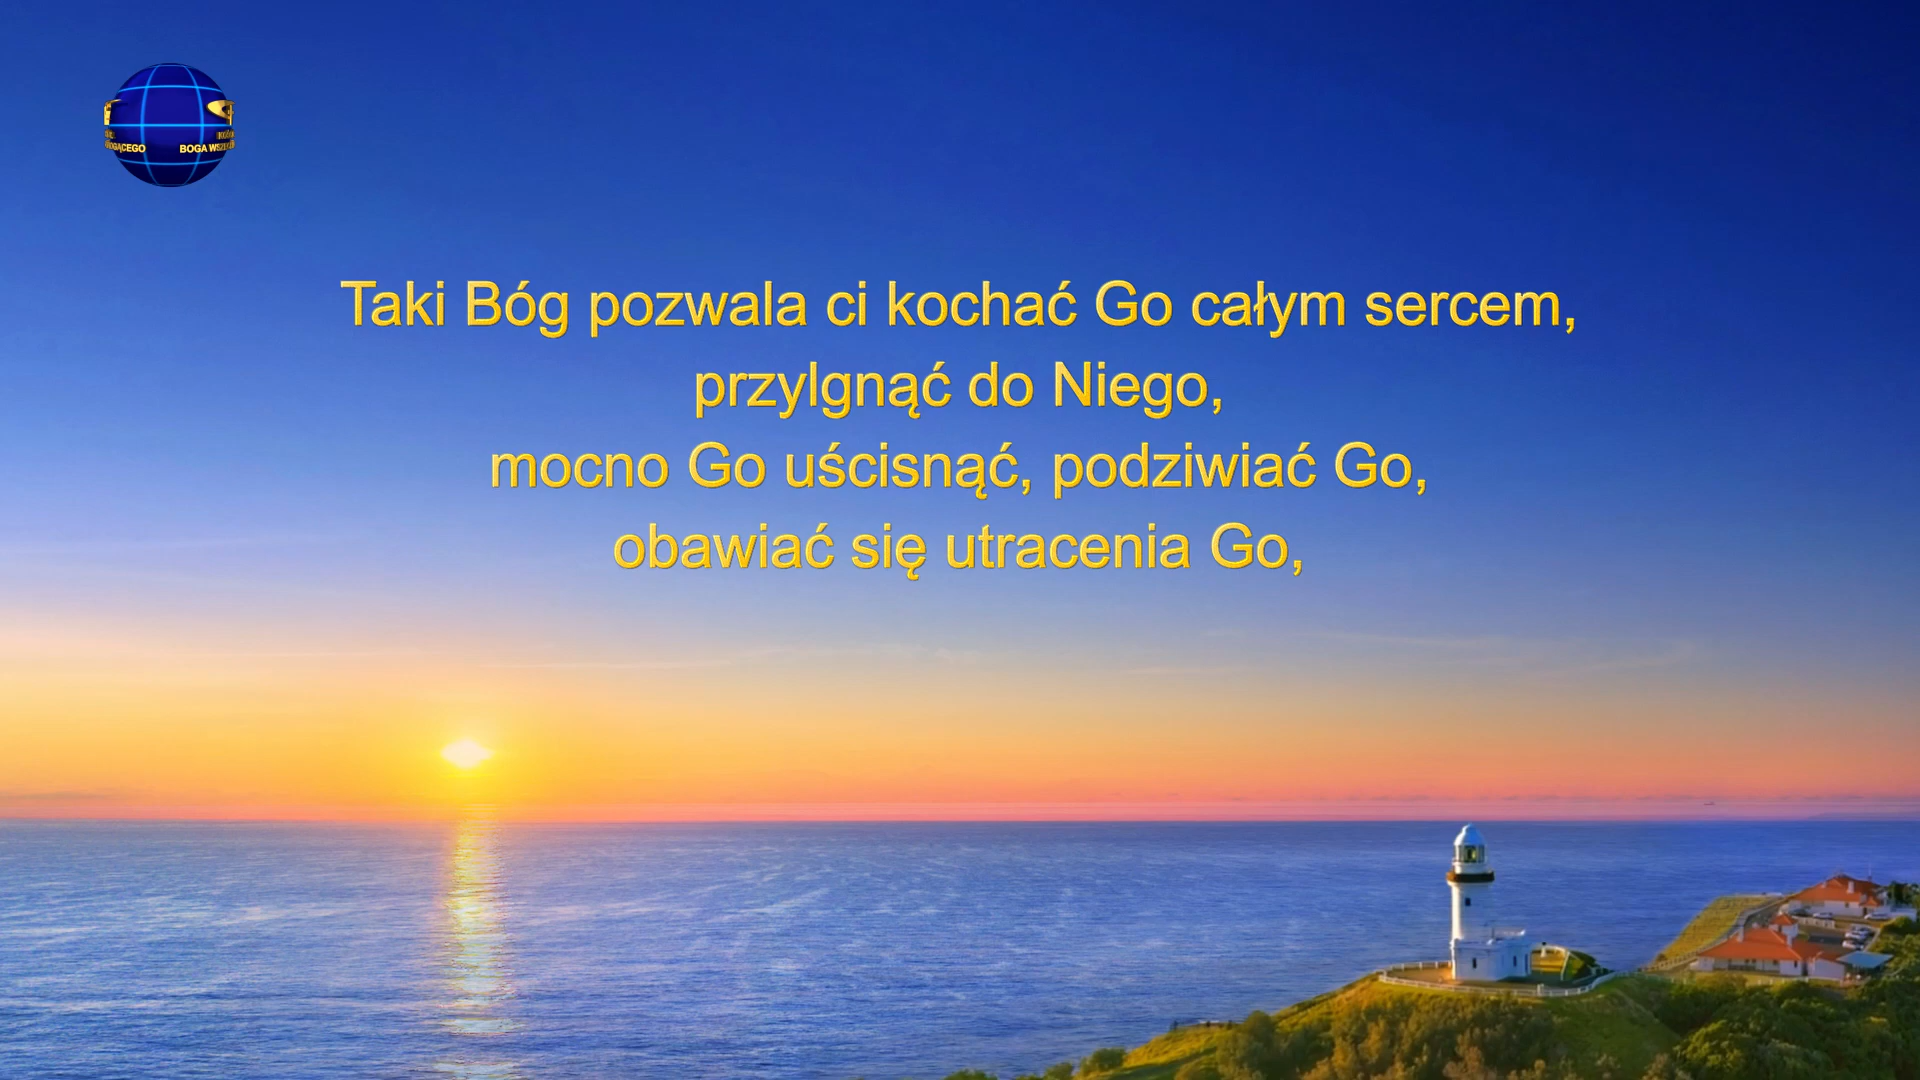 Taki Bóg pozwala ci kochać Go całym sercem,
przylgnąć do Niego,
mocno Go uścisnąć, podziwiać Go,
obawiać się utracenia Go,
BOGA